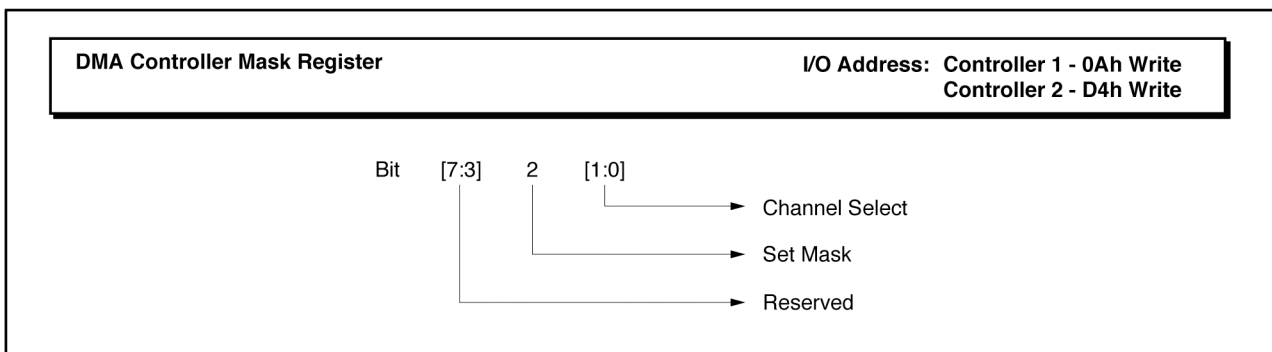 DMA Controller Mask Register
I/O Address: Controller 1 - 0Ah Write
Controller 2 - D4h Write
Bit [7:3] 2 [1:0]
Channel Select
Set Mask
Reserved